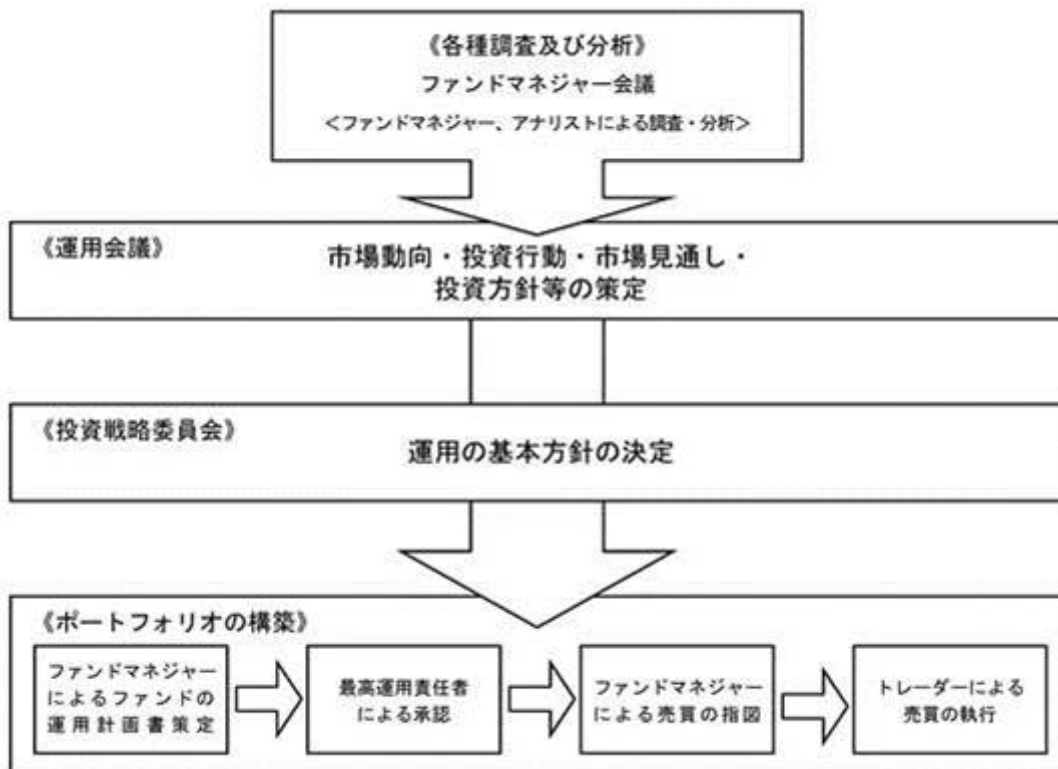 《各種調査及び分析》
ファンドマネジャー会議
＜ファンドマネジャー、アナリストによる調査・分析＞
《運用会議》
市場動向・投資行動・市場見通し・
投資方針等の策定
《投資戦略委員会》
運用の基本方針の決定
《ポートフォリオの構築》
ファンドマネジャー
によるファンドの
運用計画書策定
最高運用責任者
による承認
ファンドマネジャー
による売買の指図
トレーダーによる
売買の執行